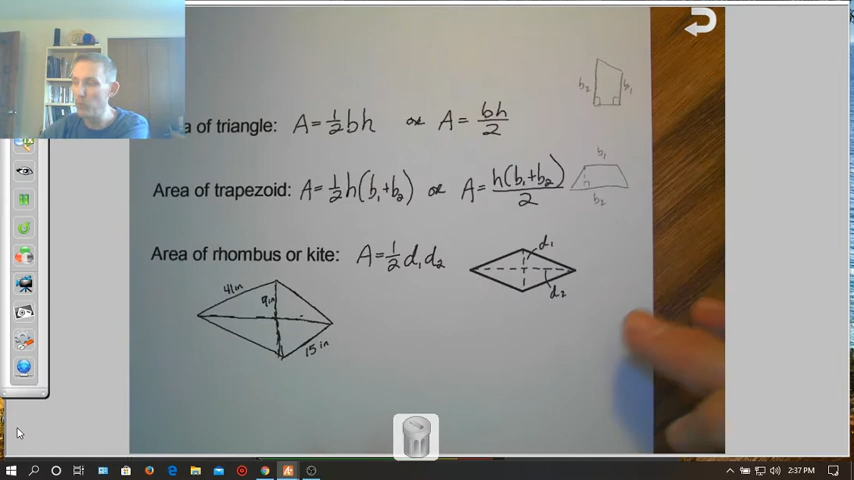 b₂ b₁
a of triangle: A = ½bh or A = bh/2
b₁
Area of trapezoid: A = ½h(b₁+b₂) or A = h(b₁+b₂)/2
b₂
Area of rhombus or kite: A = ½d₁d₂
d₁
d₂
41in
9in
15 in
2:37 PM